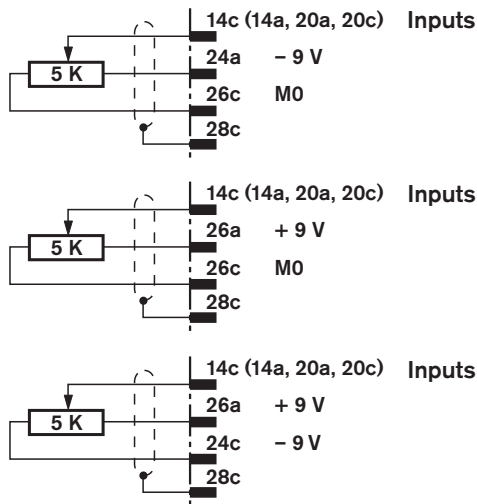 14c (14a, 20a, 20c) Inputs
24a − 9 V
5 K
26c M0
28c
14c (14a, 20a, 20c) Inputs
26a + 9 V
5 K
26c M0
28c
14c (14a, 20a, 20c) Inputs
26a + 9 V
5 K
24c − 9 V
28c